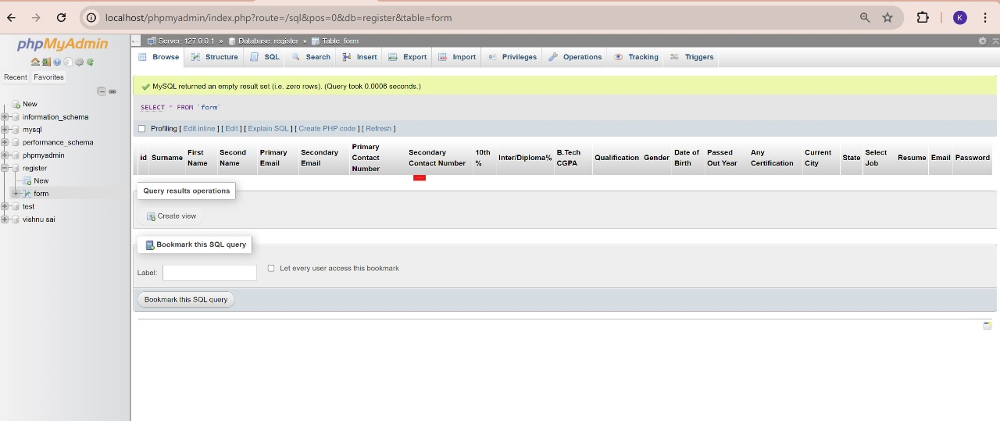 localhost/phpmyadmin/index.php?route=/sql&pos=0&db=register&table=form
K
phpMyAdmin
Recent Favorites
New
information_schema
mysql
performance_schema
phpmyadmin
register
New
form
test
vishnu sai
Server: 127.0.0.1 » Database: register » Table: form
Browse Structure SQL Search Insert Export Import Privileges Operations Tracking Triggers
MySQL returned an empty result set (i.e. zero rows). (Query took 0.0006 seconds.)
SELECT * FROM `form`
Profiling [ Edit inline ] [ Edit ] [ Explain SQL ] [ Create PHP code ] [ Refresh ]
id Surname First Name Second Name Primary Email Secondary Email Primary Contact Number Secondary Contact Number 10th % Inter/Diploma% B.Tech CGPA Qualification Gender Date of Birth Passed Out Year Any Certification Current City State Select Job Resume Email Password
Query results operations
Create view
Bookmark this SQL query
Label: Let every user access this bookmark
Bookmark this SQL query